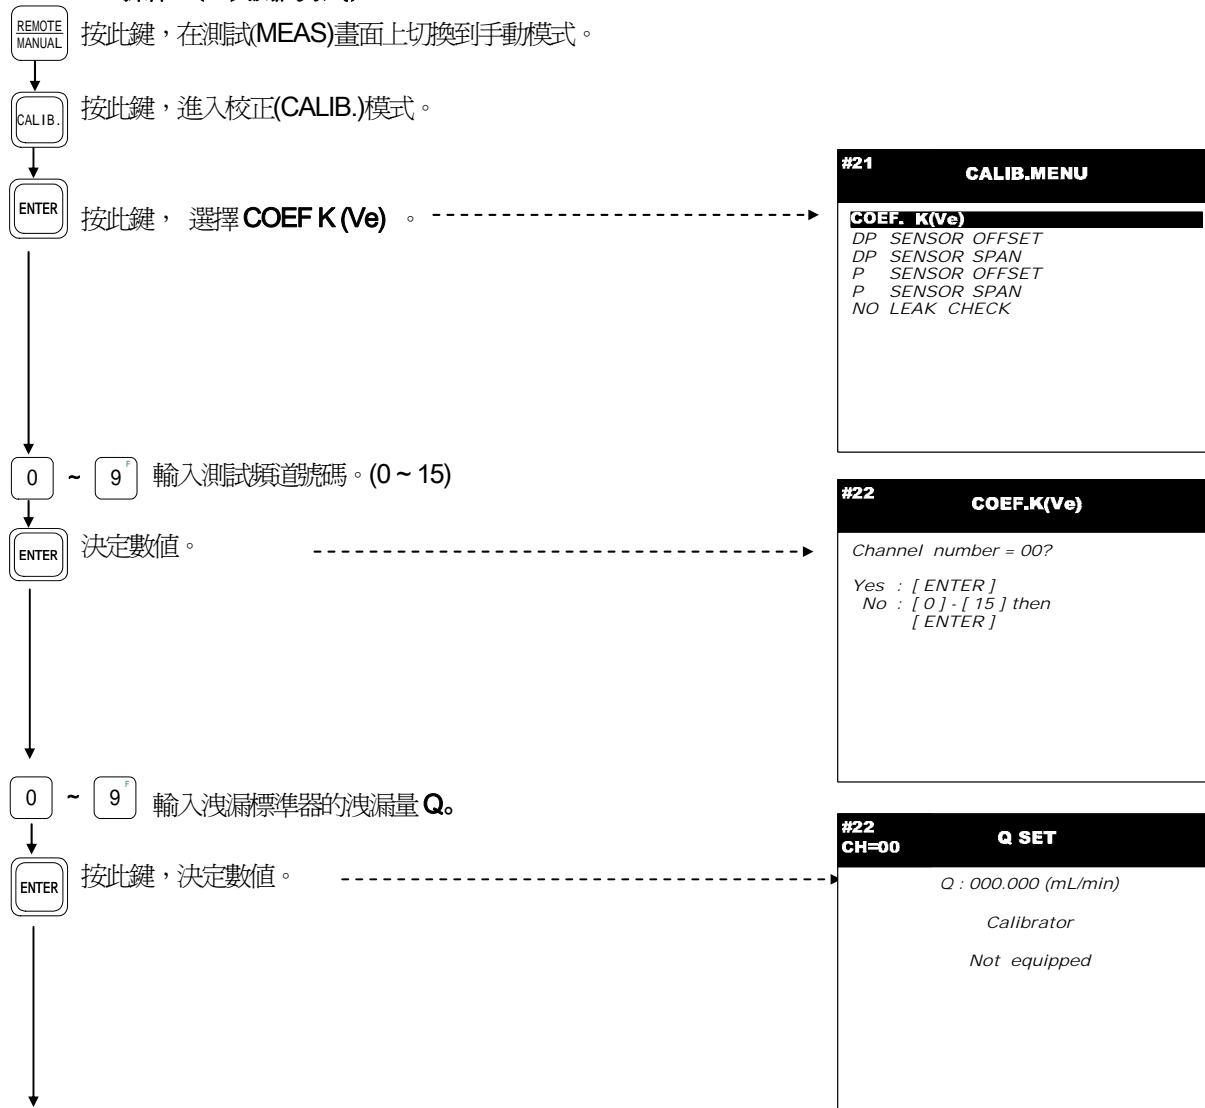 REMOTE
MANUAL
按此鍵，在測試(MEAS)畫面上切換到手動模式。
CALIB.
按此鍵，進入校正(CALIB.)模式。
ENTER
按此鍵， 選擇 COEF K (Ve) 。
#21
CALIB.MENU
COEF. K(Ve)
DP SENSOR OFFSET
DP SENSOR SPAN
P SENSOR OFFSET
P SENSOR SPAN
NO LEAK CHECK
0 ~ 9 F 輸入測試頻道號碼。(0 ~ 15)
ENTER
決定數值。
#22
COEF.K(Ve)
Channel number = 00?
Yes : [ ENTER ]
No : [ 0 ] - [ 15 ] then
[ ENTER ]
0 ~ 9 F 輸入洩漏標準器的洩漏量 Q。
ENTER
按此鍵，決定數值。
#22
CH=00
Q SET
Q : 000.000 (mL/min)
Calibrator
Not equipped